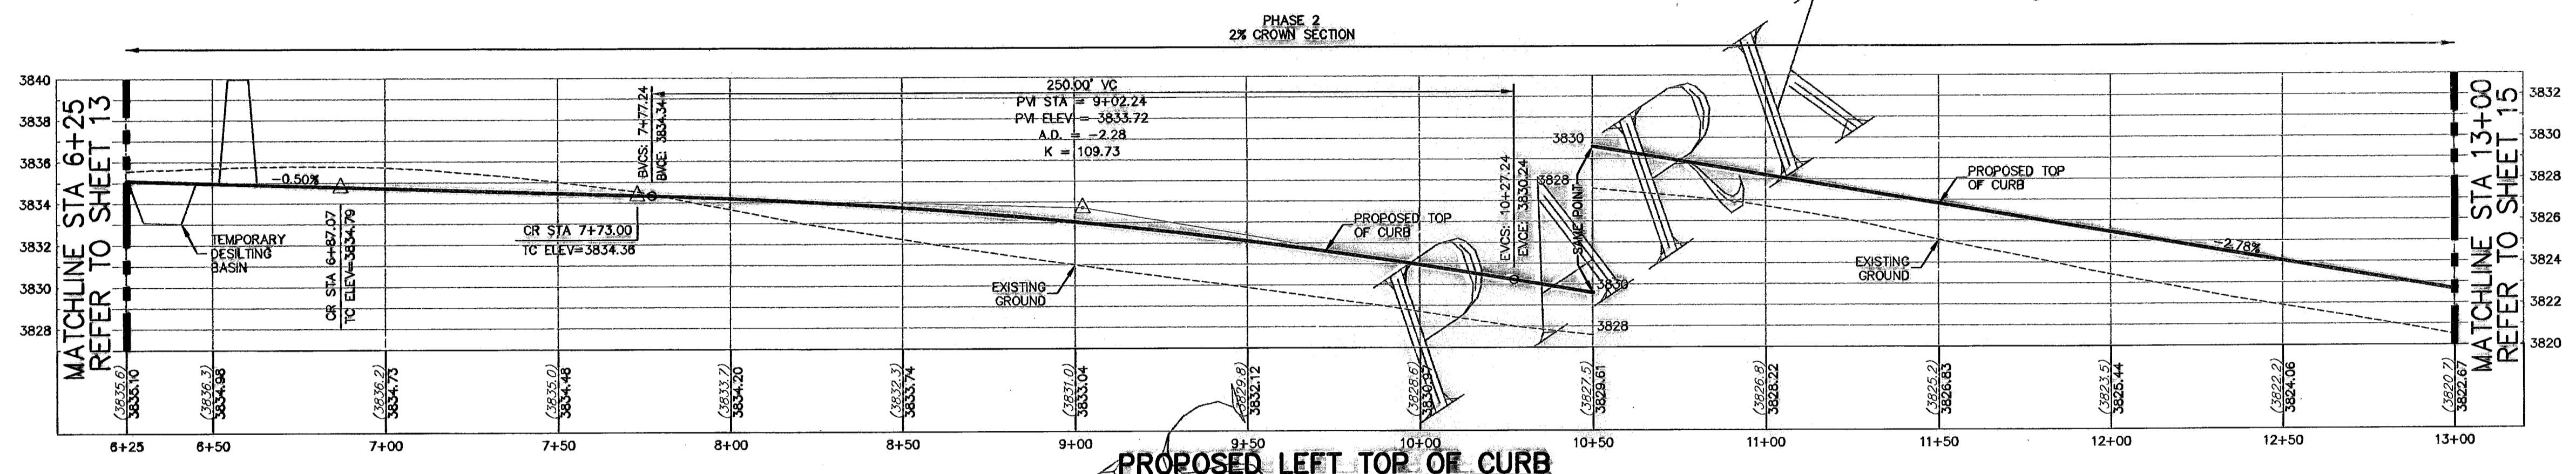 PHASE 2
2% CROWN SECTION
3840
3838
3836
3834
3832
3830
3828
MATCHLINE STA 6+25
REFER TO SHEET 13
-0.50%
TEMPORARY
DESILTING
BASIN
CR STA 6+87.07
TC ELEV=3834.79
CR STA 7+73.00
TC ELEV=3834.36
BVCS: 7+77.24
BVCE: 3834.34
250.00' VC
PVI STA = 9+02.24
PVI ELEV = 3833.72
A.D. = -2.28
K = 109.73
EXISTING
GROUND
PROPOSED TOP
OF CURB
EVCS: 10+27.24
EVCE: 3830.24
3830
3828
SAME POINT
3830
3828
PROPOSED TOP
OF CURB
EXISTING
GROUND
-2.78%
3832
3830
3828
3826
3824
3822
3820
MATCHLINE STA 13+00
REFER TO SHEET 15
(3835.6)
3835.10
(3836.3)
3834.98
(3836.2)
3834.73
(3835.0)
3834.48
(3833.7)
3834.20
(3832.3)
3833.74
(3831.0)
3833.04
(3829.8)
3832.12
(3828.6)
3830.97
(3827.5)
3829.61
(3826.8)
3828.22
(3825.2)
3826.83
(3823.5)
3825.44
(3822.2)
3824.06
(3820.7)
3822.67
6+25
6+50
7+00
7+50
8+00
8+50
9+00
9+50
10+00
10+50
11+00
11+50
12+00
12+50
13+00
PROPOSED LEFT TOP OF CURB